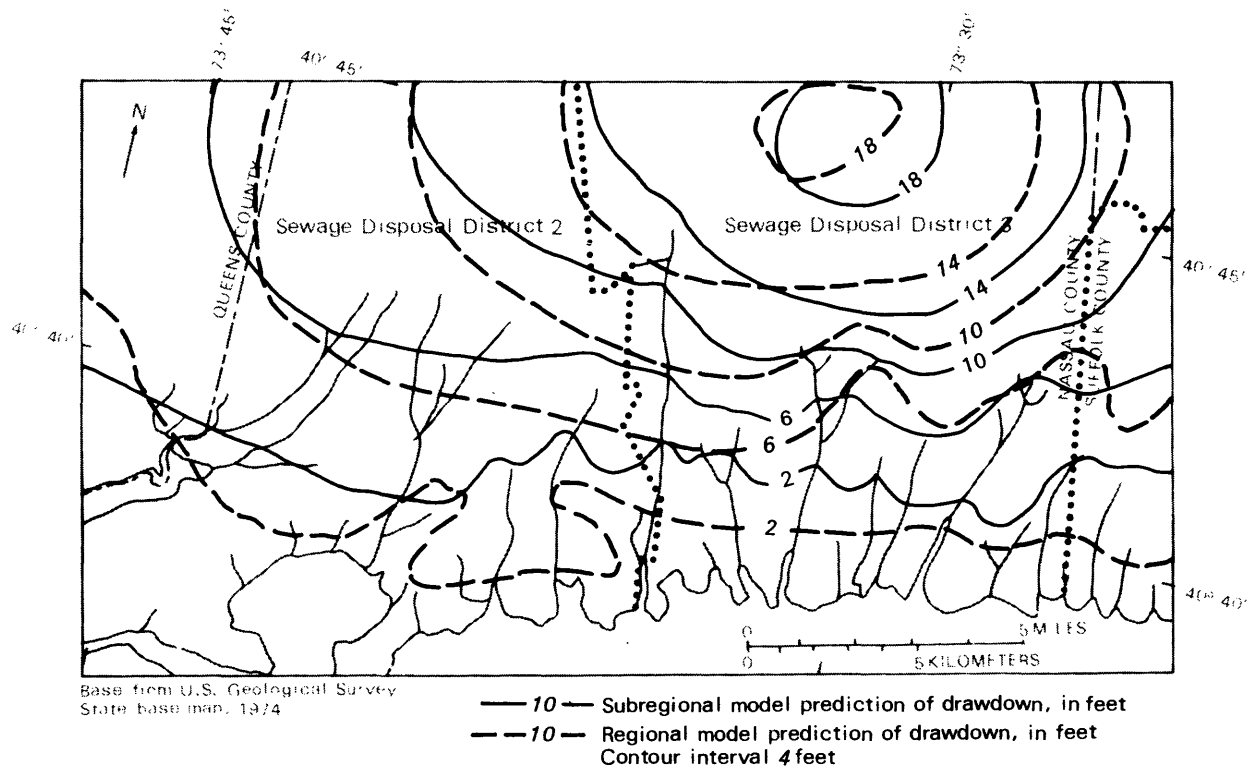 73° 45'
40° 45'
73° 30'
N
18
18
QUEENS COUNTY
Sewage Disposal District 2
Sewage Disposal District 3
14
14
NASSAU COUNTY
SUFFOLK COUNTY
40° 45'
40° 40'
10
10
6
6
2
2
40° 40'
0 5 MILES
0 5 KILOMETERS
Base from U.S. Geological Survey
State base map, 1974
10 Subregional model prediction of drawdown, in feet
10 Regional model prediction of drawdown, in feet
Contour interval 4 feet